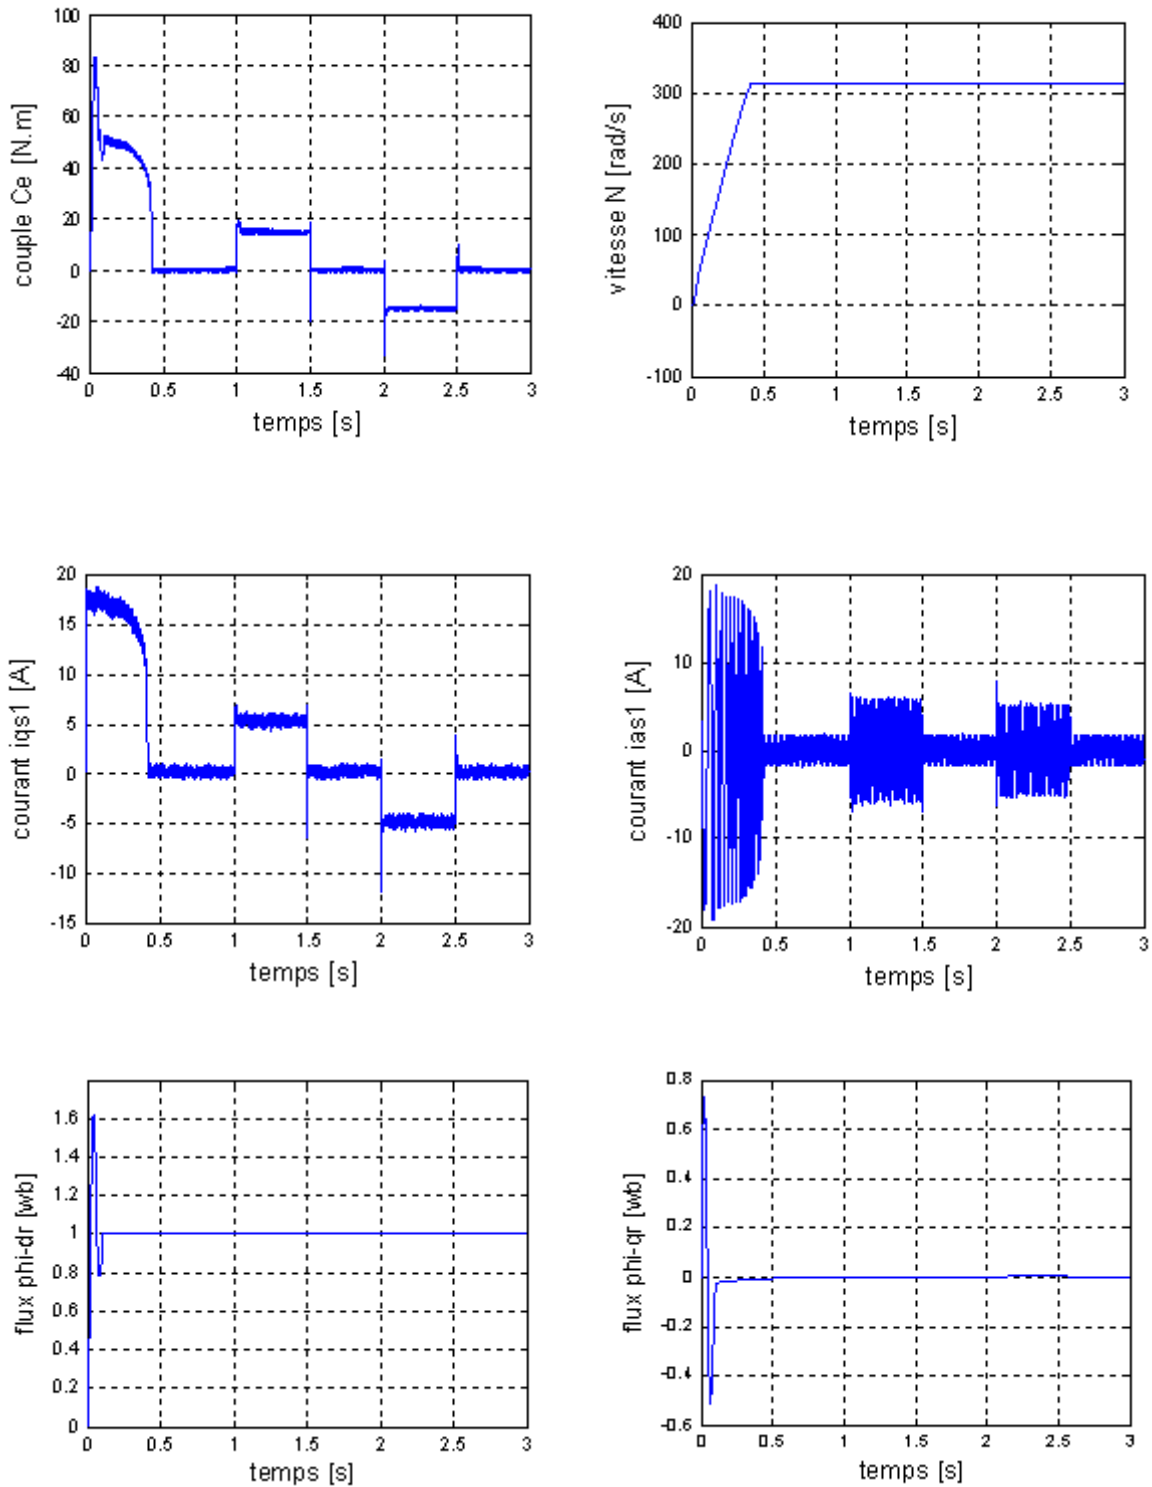 100
80
60
40
20
0
-20
-40
couple Ce [N.m]
0 0.5 1 1.5 2 2.5 3
temps [s]
400
300
200
100
0
-100
vitesse N [rad/s]
0 0.5 1 1.5 2 2.5 3
temps [s]
20
15
10
5
0
-5
-10
-15
courant iqs1 [A]
0 0.5 1 1.5 2 2.5 3
temps [s]
20
10
0
-10
-20
courant ias1 [A]
0 0.5 1 1.5 2 2.5 3
temps [s]
1.6
1.4
1.2
1
0.8
0.6
0.4
0.2
0
flux phi-dr [wb]
0 0.5 1 1.5 2 2.5 3
temps [s]
0.8
0.6
0.4
0.2
0
-0.2
-0.4
-0.6
flux phi-qr [wb]
0 0.5 1 1.5 2 2.5 3
temps [s]